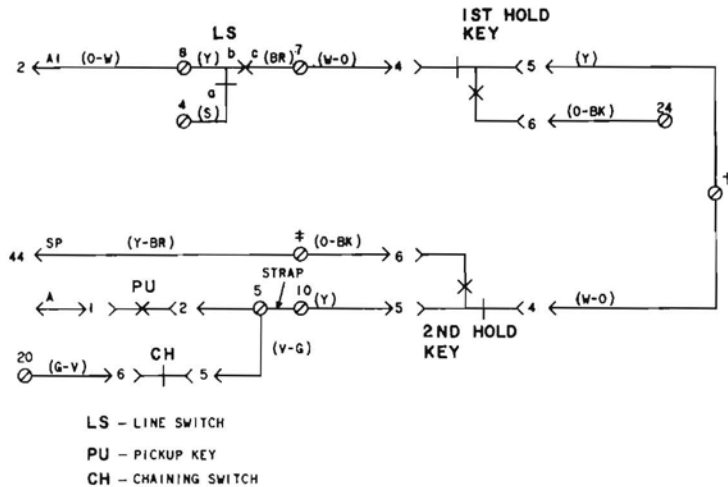 1ST HOLD
KEY
LS
2 A1 (O-W) 8 (Y) b c (BR) 7 (W-O) 4 5 (Y)
a
4 (S)
6 (O-BK) 24
†
44 SP (Y-BR) ‡ (O-BK) 6
STRAP
A 1 PU 2 5 10 (Y) 5 4 (W-O)
2ND HOLD
KEY
(V-G)
20 (G-V) 6 CH 5
LS – LINE SWITCH
PU – PICKUP KEY
CH – CHAINING SWITCH